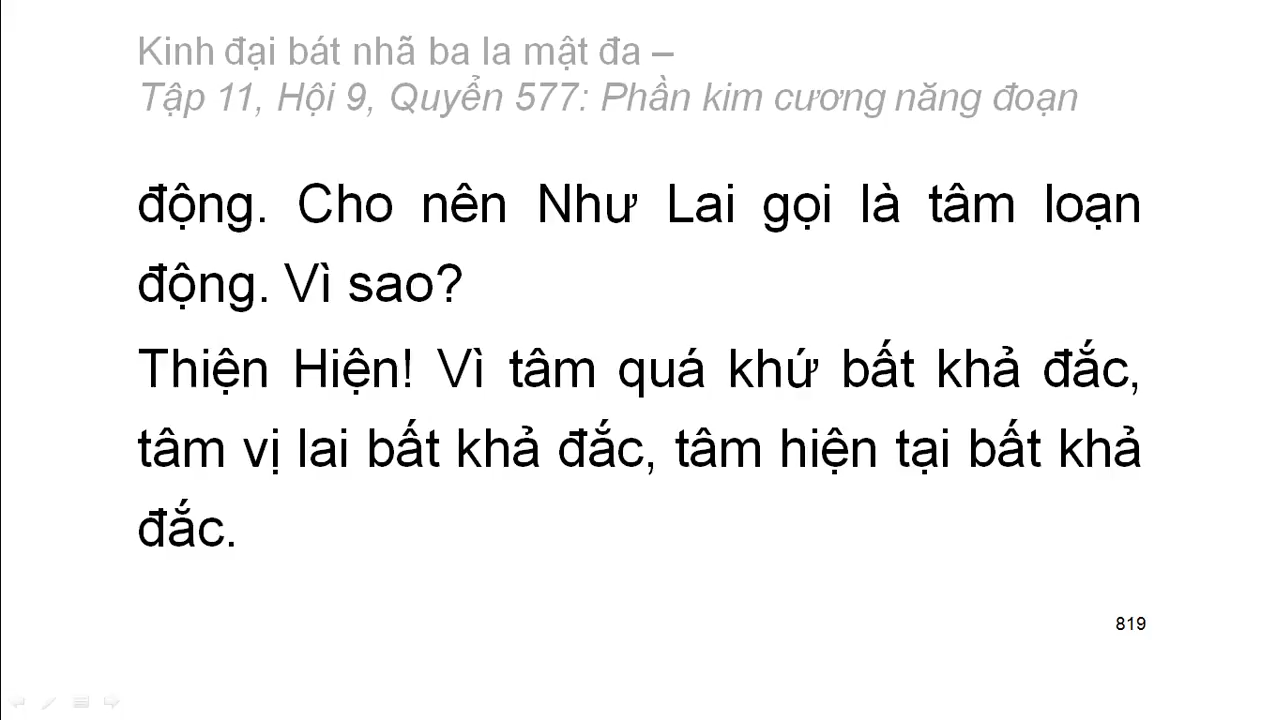 Kinh đại bát nhã ba la mật đa –
Tập 11, Hội 9, Quyển 577: Phần kim cương năng đoạn
động. Cho nên Như Lai gọi là tâm loạn
động. Vì sao?
Thiện Hiện! Vì tâm quá khứ bất khả đắc,
tâm vị lai bất khả đắc, tâm hiện tại bất khả
đắc.
819